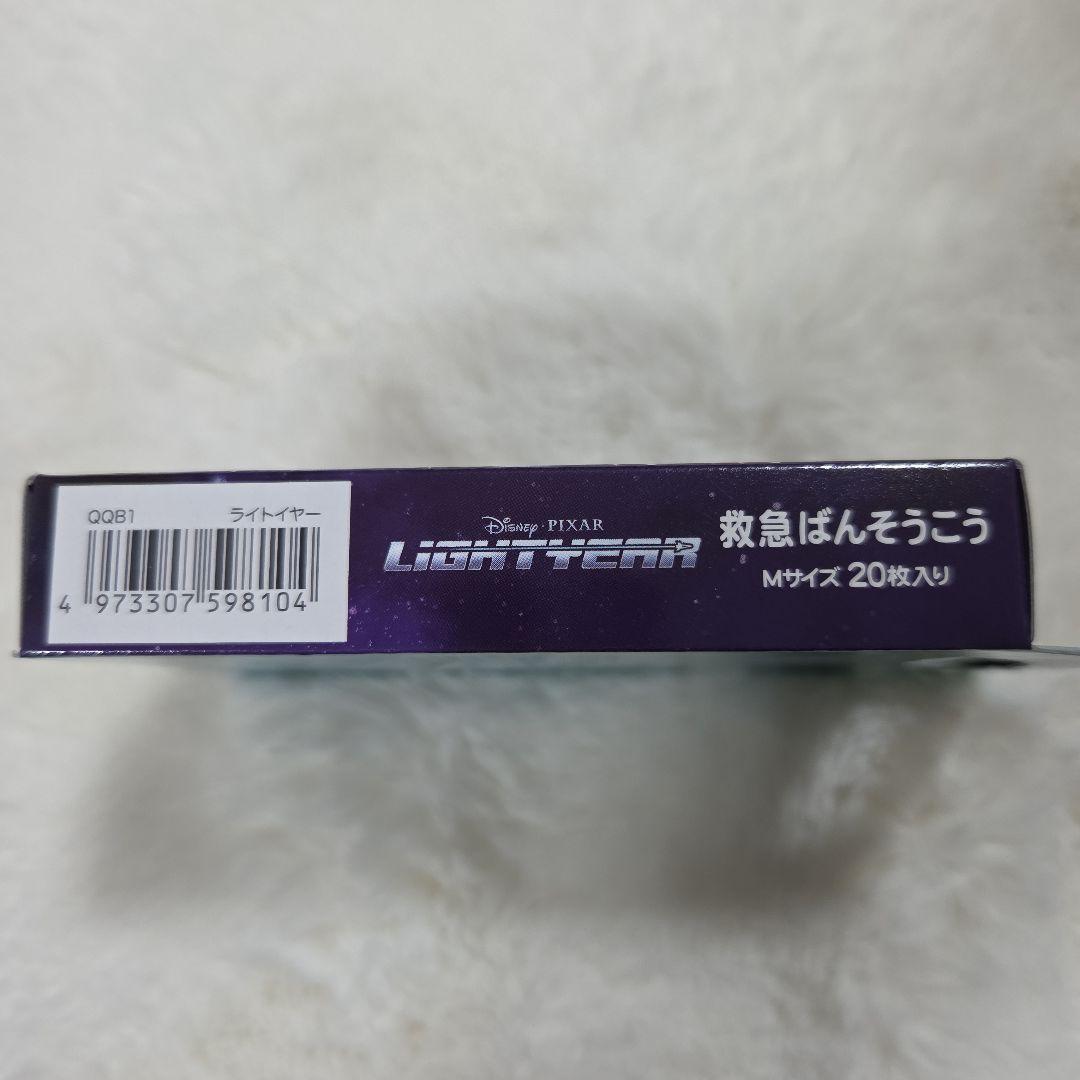 QQB1 ライトイヤー
4 973307 598104
Disney・PIXAR
LIGHTYEAR
救急ばんそうこう
Mサイズ 20枚入り